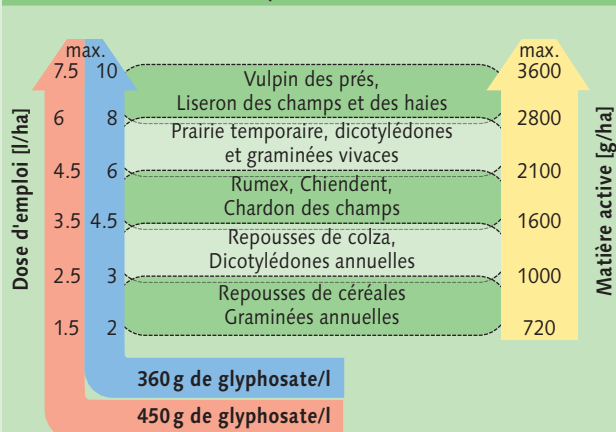 max. max.
7.5 10 3600
Vulpin des prés,
Liseron des champs et des haies
6 8 2800
Prairie temporaire, dicotylédones
et graminées vivaces
4.5 6 2100
Rumex, Chiendent,
Chardon des champs
3.5 4.5 1600
Repousses de colza,
Dicotylédones annuelles
2.5 3 1000
Repousses de céréales
Graminées annuelles
1.5 2 720
360 g de glyphosate/l
450 g de glyphosate/l
Dose d'emploi [l/ha]
Matière active [g/ha]